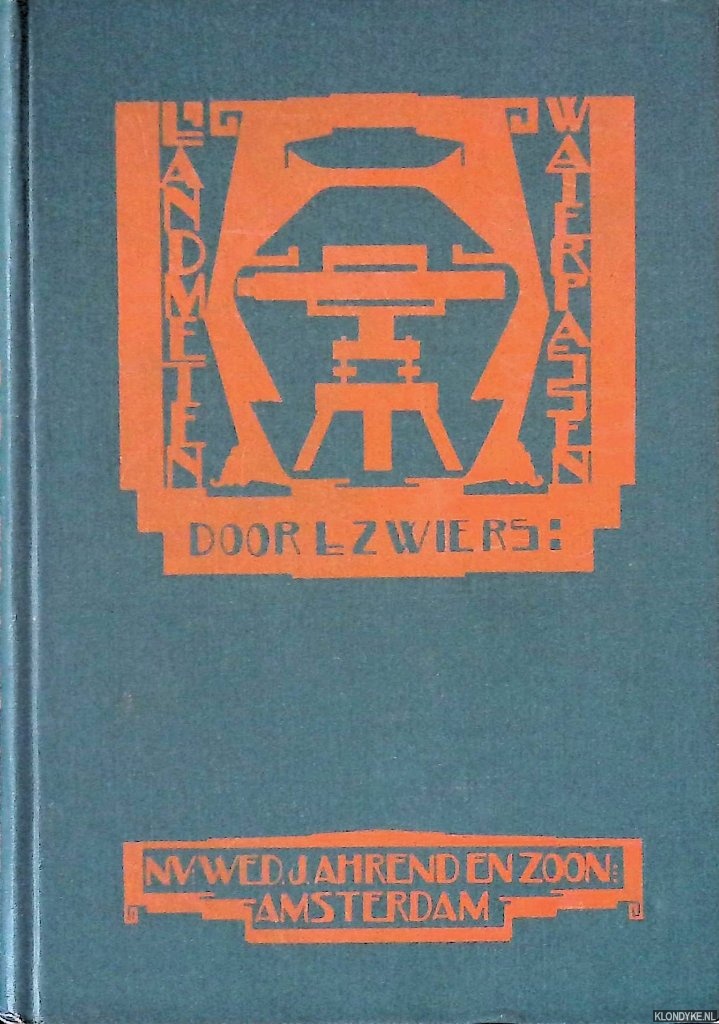 LANDMETEN
WATERPASSEN
DOOR L. ZWIERS:
N.V. WED. J. AHREND EN ZOON:
AMSTERDAM
KLONDYKE.NL